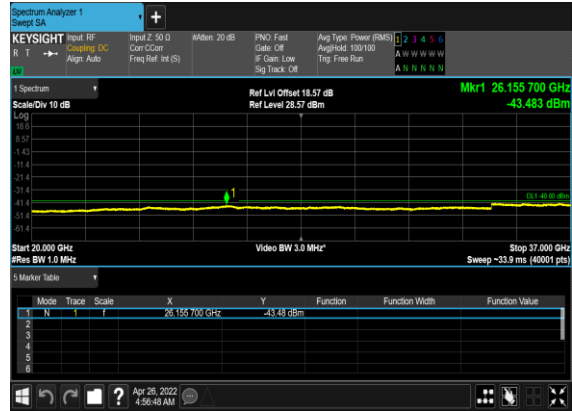 Spectrum Analyzer 1
Swept SA
+
KEYSIGHT Input: RF Input Z: 50 Ω #Atten: 20 dB PNO: Fast Avg Type: Power (RMS) 1 2 3 4 5 6
R T Coupling: DC Corr CCorr Gate: Off Avg|Hold: 100/100 A W W W W W
Align: Auto Freq Ref: Int (S) IF Gain: Low Trig: Free Run
Sig Track: Off A N N N N N
1 Spectrum Ref Lvl Offset 18.57 dB Mkr1 26.155 700 GHz
Scale/Div 10 dB Ref Level 28.57 dBm -43.483 dBm
Log
18.6
8.57
-1.43
-11.4
-21.4
-31.4 1
DL1 -40.00 dBm
-41.4
-51.4
-61.4
Start 20.000 GHz Video BW 3.0 MHz* Stop 37.000 GHz
#Res BW 1.0 MHz Sweep ~33.9 ms (40001 pts)
5 Marker Table
Mode Trace Scale X Y Function Function Width Function Value
1 N 1 f 26.155 700 GHz -43.48 dBm
2
3
4
5
6
? Apr 26, 2022
4:56:48 AM